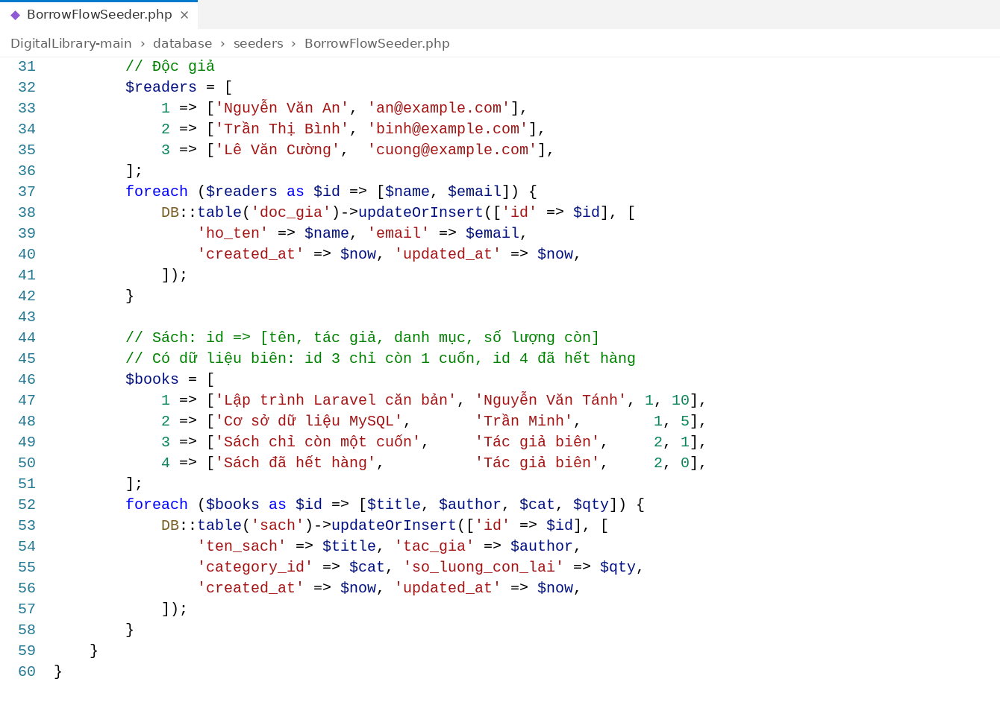 BorrowFlowSeeder.php ×
DigitalLibrary-main › database › seeders › BorrowFlowSeeder.php
31         // Độc giả
32         $readers = [
33             1 => ['Nguyễn Văn An', 'an@example.com'],
34             2 => ['Trần Thị Bình', 'binh@example.com'],
35             3 => ['Lê Văn Cường',  'cuong@example.com'],
36         ];
37         foreach ($readers as $id => [$name, $email]) {
38             DB::table('doc_gia')->updateOrInsert(['id' => $id], [
39                 'ho_ten' => $name, 'email' => $email,
40                 'created_at' => $now, 'updated_at' => $now,
41             ]);
42         }
43
44         // Sách: id => [tên, tác giả, danh mục, số lượng còn]
45         // Có dữ liệu biên: id 3 chỉ còn 1 cuốn, id 4 đã hết hàng
46         $books = [
47             1 => ['Lập trình Laravel căn bản', 'Nguyễn Văn Tánh', 1, 10],
48             2 => ['Cơ sở dữ liệu MySQL',       'Trần Minh',        1, 5],
49             3 => ['Sách chỉ còn một cuốn',     'Tác giả biên',     2, 1],
50             4 => ['Sách đã hết hàng',          'Tác giả biên',     2, 0],
51         ];
52         foreach ($books as $id => [$title, $author, $cat, $qty]) {
53             DB::table('sach')->updateOrInsert(['id' => $id], [
54                 'ten_sach' => $title, 'tac_gia' => $author,
55                 'category_id' => $cat, 'so_luong_con_lai' => $qty,
56                 'created_at' => $now, 'updated_at' => $now,
57             ]);
58         }
59     }
60 }